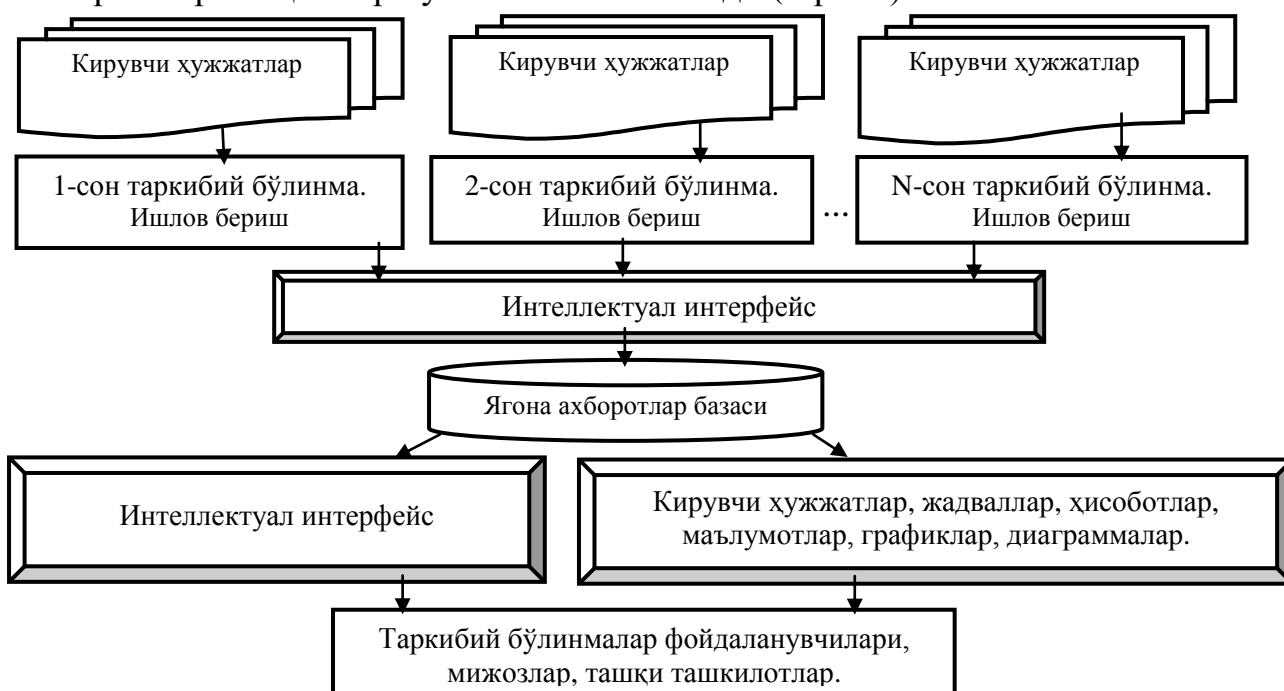 Кирувчи ҳужжатлар
Кирувчи ҳужжатлар
Кирувчи ҳужжатлар
1-сон таркибий бўлинма.
Ишлов бериш
2-сон таркибий бўлинма.
Ишлов бериш
...
N-сон таркибий бўлинма.
Ишлов бериш
Интеллектуал интерфейс
Ягона ахборотлар базаси
Интеллектуал интерфейс
Кирувчи ҳужжатлар, жадваллар, ҳисоботлар,
маълумотлар, графиклар, диаграммалар.
Таркибий бўлинмалар фойдаланувчилари,
мижозлар, ташқи ташкилотлар.